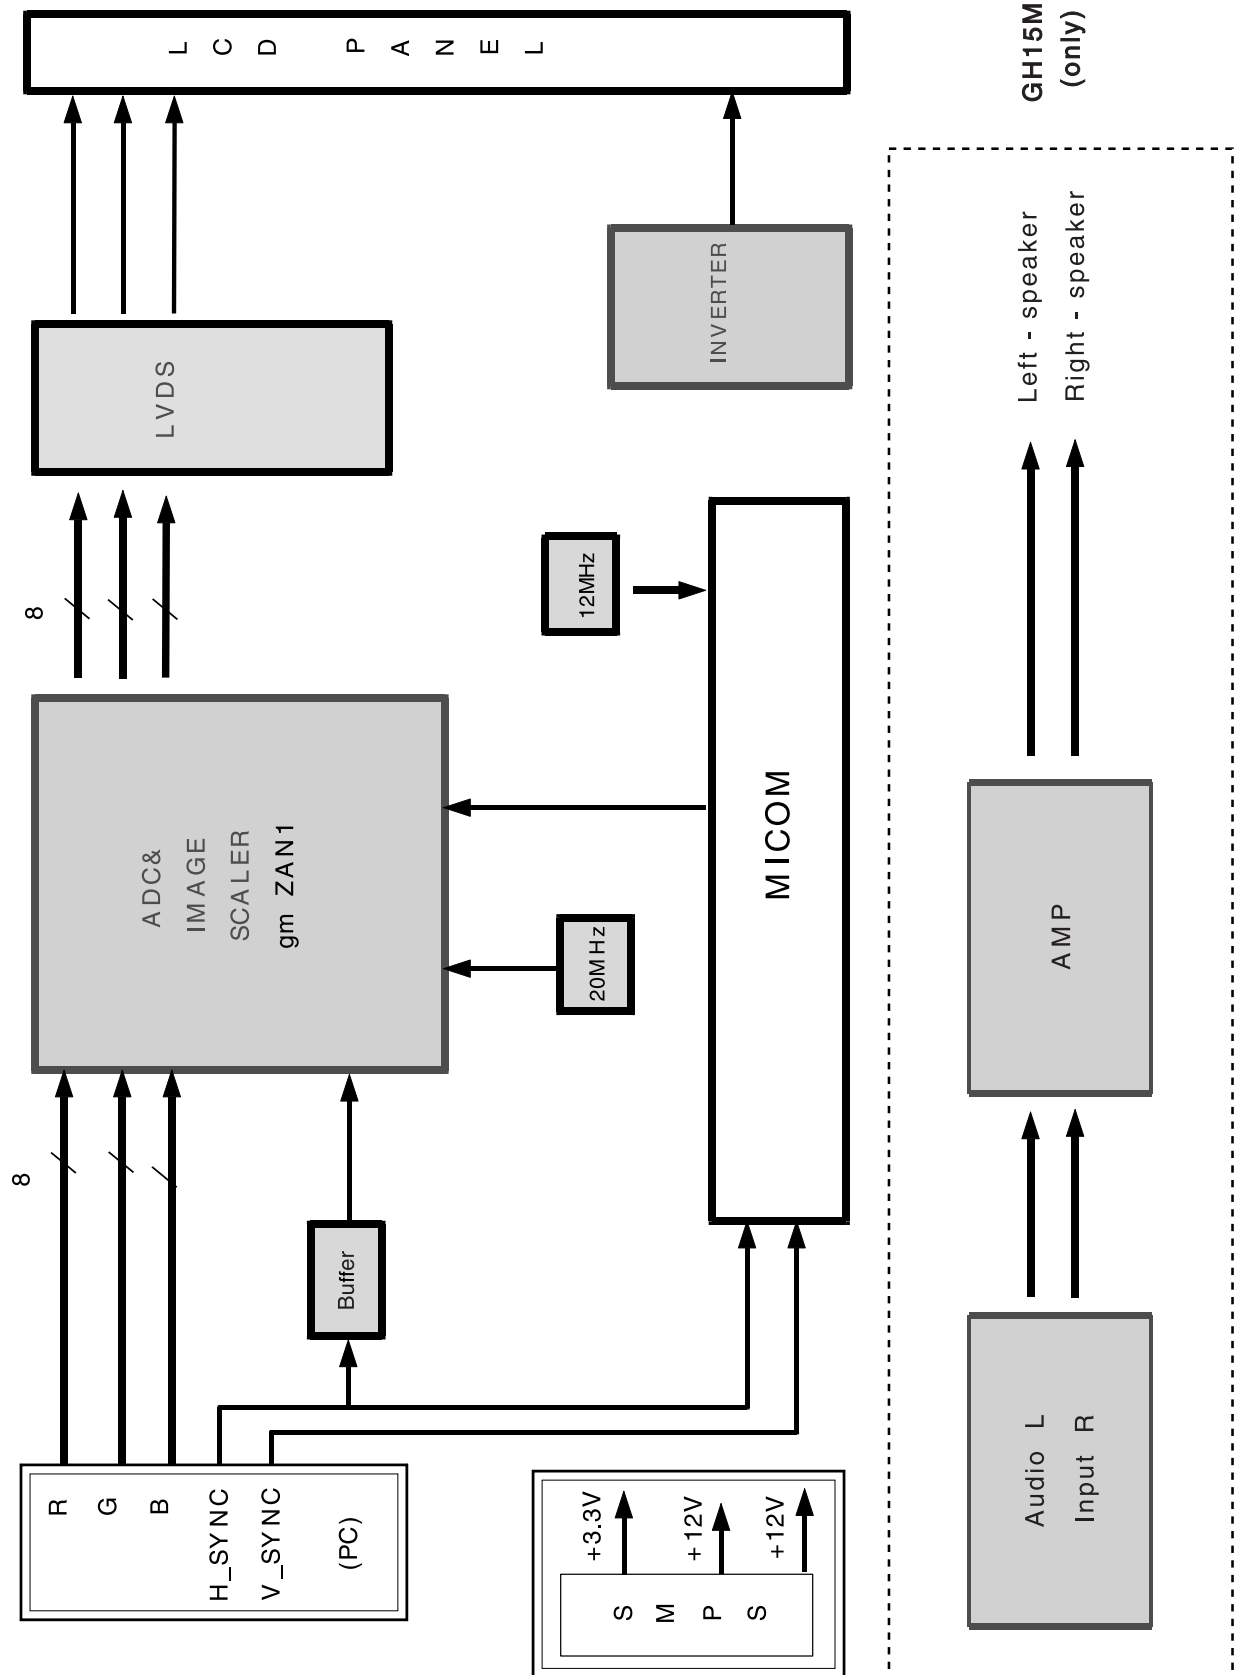 R
G
B
H_SYNC
V_SYNC
(PC)
8
Buffer
ADC&
IMAGE
SCALER
gm ZAN1
20MHz
8
LVDS
LCD PANEL
12MHz
MICOM
INVERTER
SMPS
+3.3V
+12V
+12V
GH15M
(only)
Audio L
Input R
AMP
Left - speaker
Right - speaker